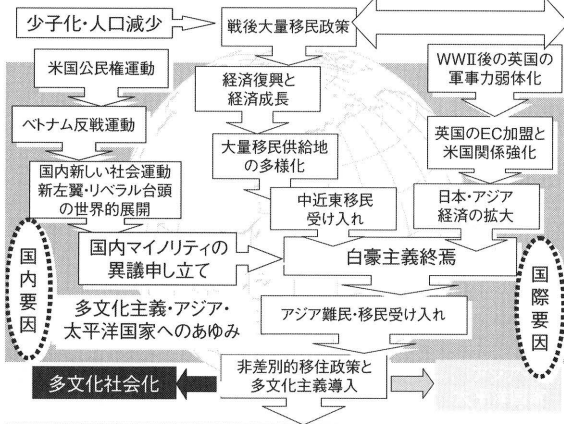 少子化・人口減少
戦後大量移民政策
米国公民権運動
経済復興と
経済成長
WWⅡ後の英国の
軍事力弱体化
ベトナム反戦運動
大量移民供給地
の多様化
英国のEC加盟と
米国関係強化
国内新しい社会運動
新左翼・リベラル台頭
の世界的展開
中近東移民
受け入れ
日本・アジア
経済の拡大
国内要因
国内マイノリティの
異議申し立て
白豪主義終焉
国際要因
多文化主義・アジア・
太平洋国家へのあゆみ
アジア難民・移民受け入れ
多文化社会化
非差別的移住政策と
多文化主義導入